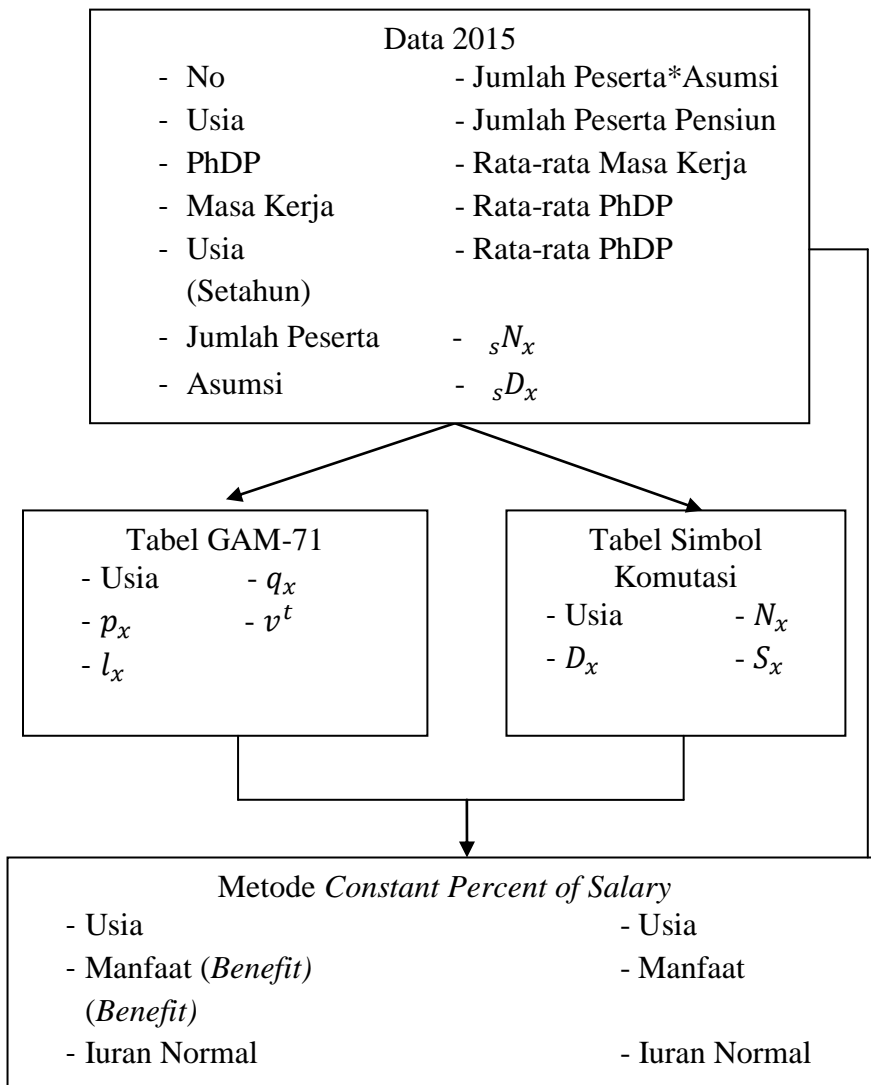 Data 2015
- No - Jumlah Peserta*Asumsi
- Usia - Jumlah Peserta Pensiun
- PhDP - Rata-rata Masa Kerja
- Masa Kerja - Rata-rata PhDP
- Usia - Rata-rata PhDP
(Setahun)
- Jumlah Peserta - ₛNₓ
- Asumsi - ₛDₓ
Tabel GAM-71
- Usia - qₓ
- pₓ - vᵗ
- lₓ
Tabel Simbol
Komutasi
- Usia - Nₓ
- Dₓ - Sₓ
Metode Constant Percent of Salary
- Usia - Usia
- Manfaat (Benefit) - Manfaat
(Benefit)
- Iuran Normal - Iuran Normal